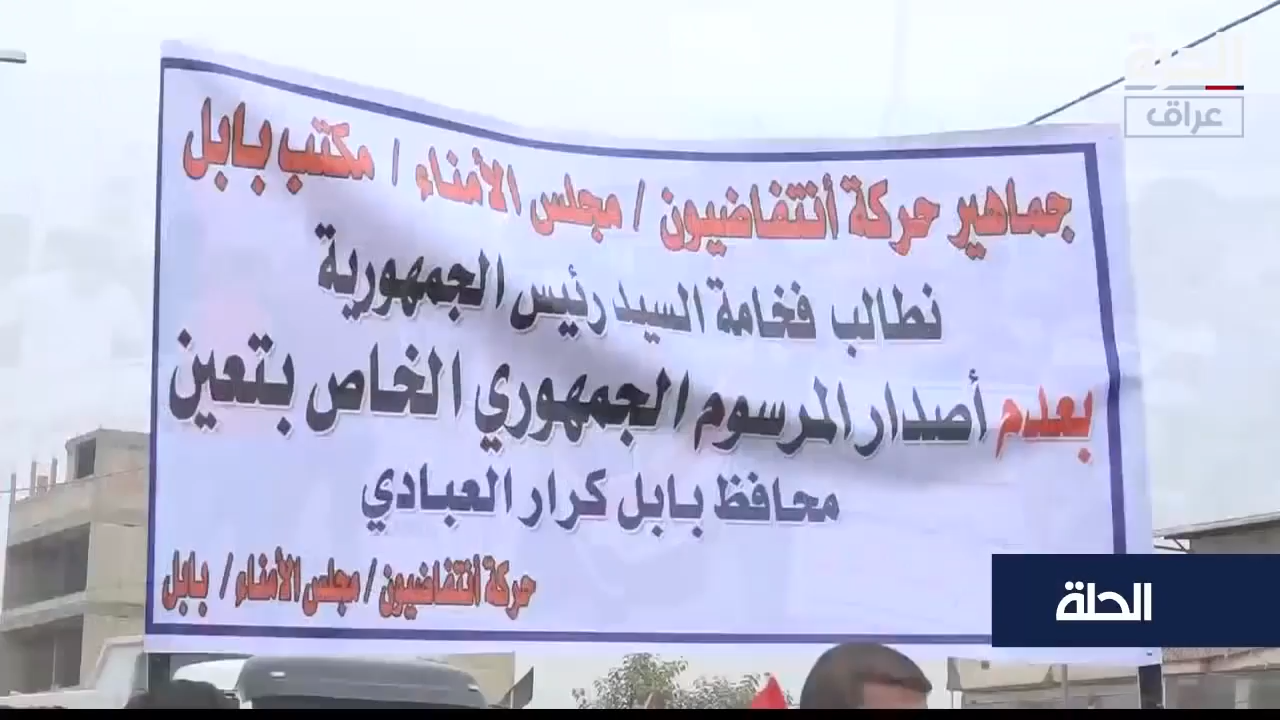 الحرة
عراق
جماهير حركة أنتفاضيون / مجلس الأمناء / مكتب بابل
نطالب فخامة السيد رئيس الجمهورية
بعدم أصدار المرسوم الجمهوري الخاص بتعين
محافظ بابل كرار العبادي
حركة أنتفاضيون / مجلس الأمناء / بابل
الحلة